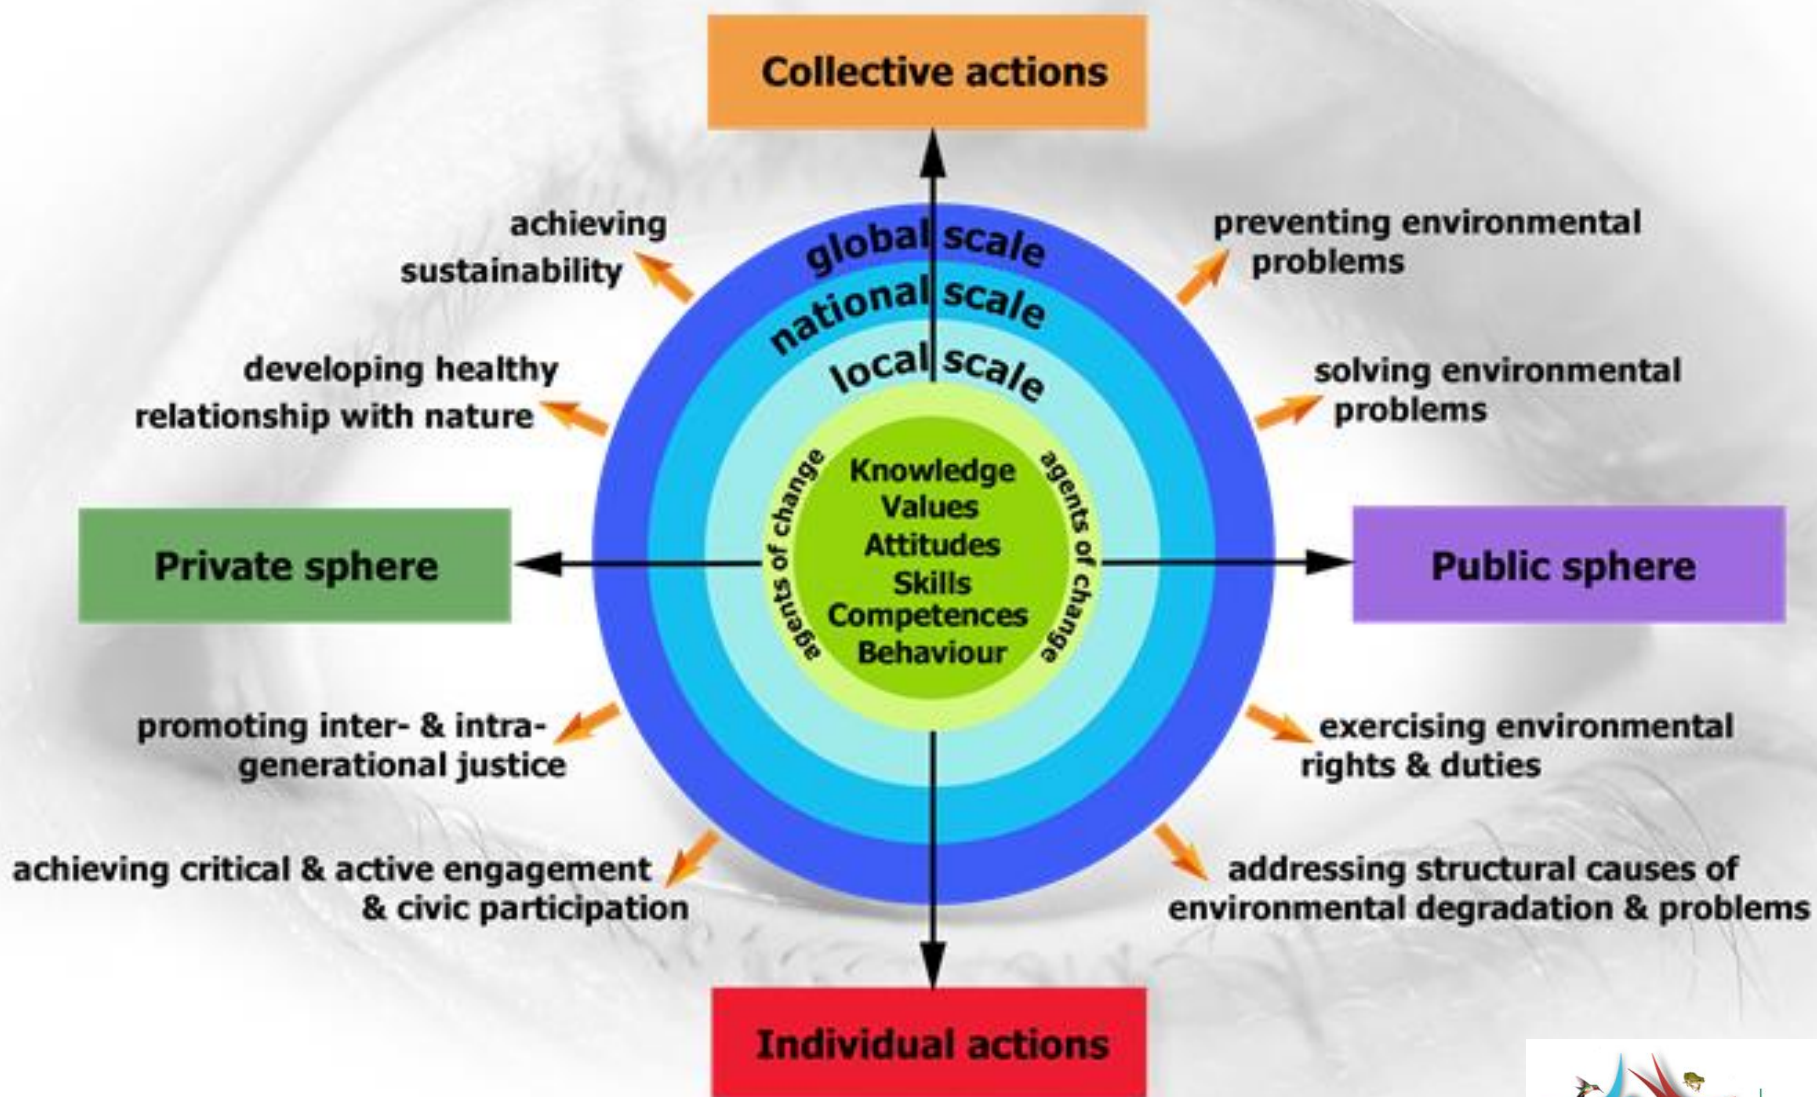 Collective actions
achieving
sustainability
preventing environmental
problems
global scale
national scale
local scale
developing healthy
relationship with nature
solving environmental
problems
agents of change
Knowledge
Values
Attitudes
Skills
Competences
Behaviour
agents of change
Private sphere
Public sphere
promoting inter- & intra-
generational justice
exercising environmental
rights & duties
achieving critical & active engagement
& civic participation
addressing structural causes of
environmental degradation & problems
Individual actions